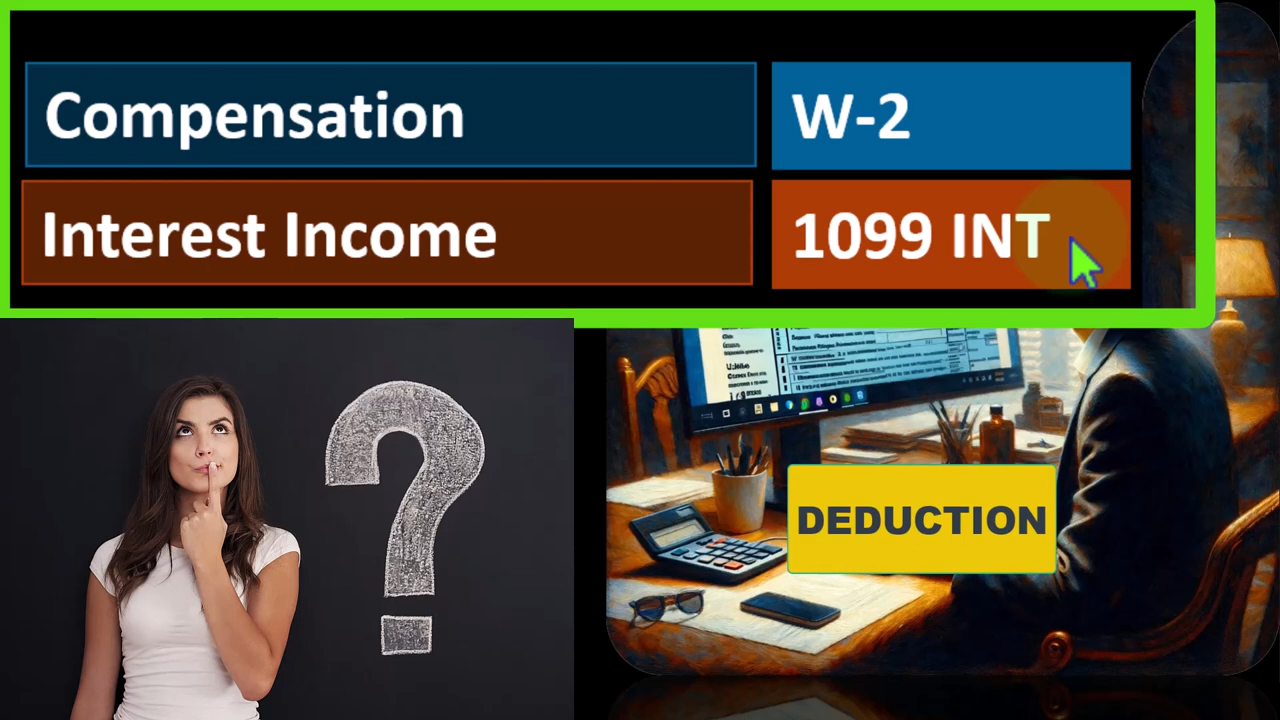 Compensation
W-2
Interest Income
1099 INT
?
DEDUCTION